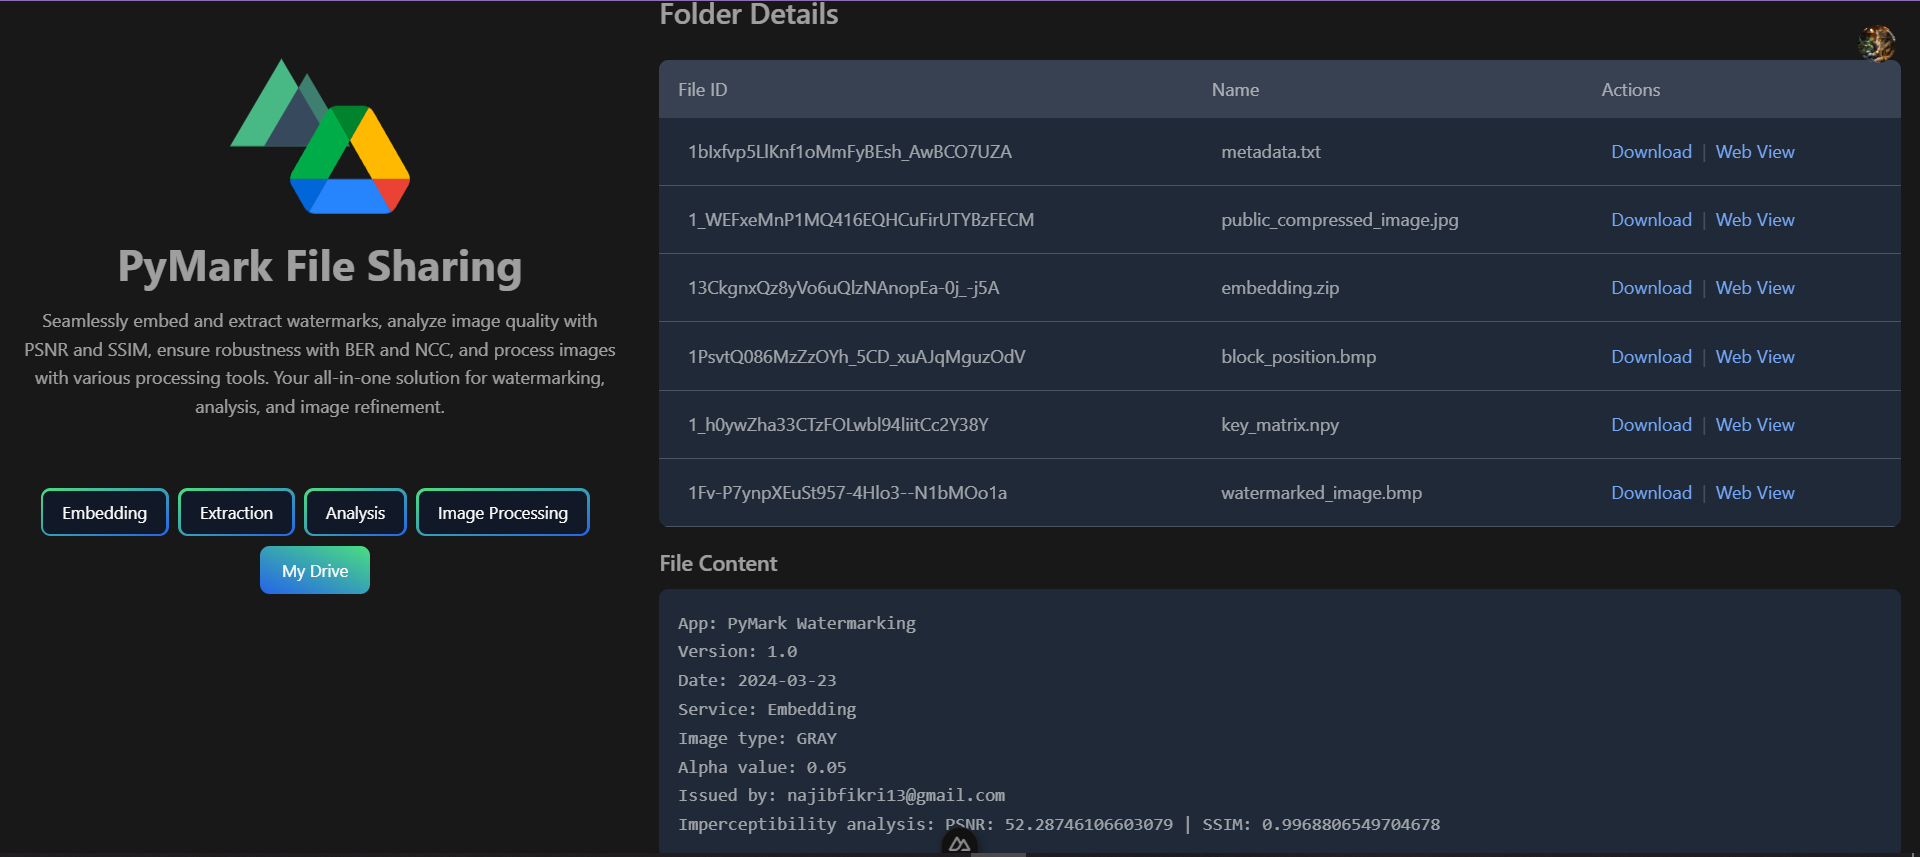 PyMark File Sharing
Seamlessly embed and extract watermarks, analyze image quality with
PSNR and SSIM, ensure robustness with BER and NCC, and process images
with various processing tools. Your all-in-one solution for watermarking,
analysis, and image refinement.
Embedding Extraction Analysis Image Processing
My Drive
Folder Details
File ID Name Actions
1bIxfvp5LlKnf1oMmFyBEsh_AwBCO7UZA metadata.txt Download | Web View
1_WEFxeMnP1MQ416EQHCuFirUTYBzFECM public_compressed_image.jpg Download | Web View
13CkgnxQz8yVo6uQlzNAnopEa-0j_-j5A embedding.zip Download | Web View
1PsvtQ086MzZzOYh_5CD_xuAJqMguzOdV block_position.bmp Download | Web View
1_h0ywZha33CTzFOLwbl94liitCc2Y38Y key_matrix.npy Download | Web View
1Fv-P7ynpXEuSt957-4Hlo3--N1bMOo1a watermarked_image.bmp Download | Web View
File Content
App: PyMark Watermarking
Version: 1.0
Date: 2024-03-23
Service: Embedding
Image type: GRAY
Alpha value: 0.05
Issued by: najibfikri13@gmail.com
Imperceptibility analysis: PSNR: 52.28746106603079 | SSIM: 0.9968806549704678